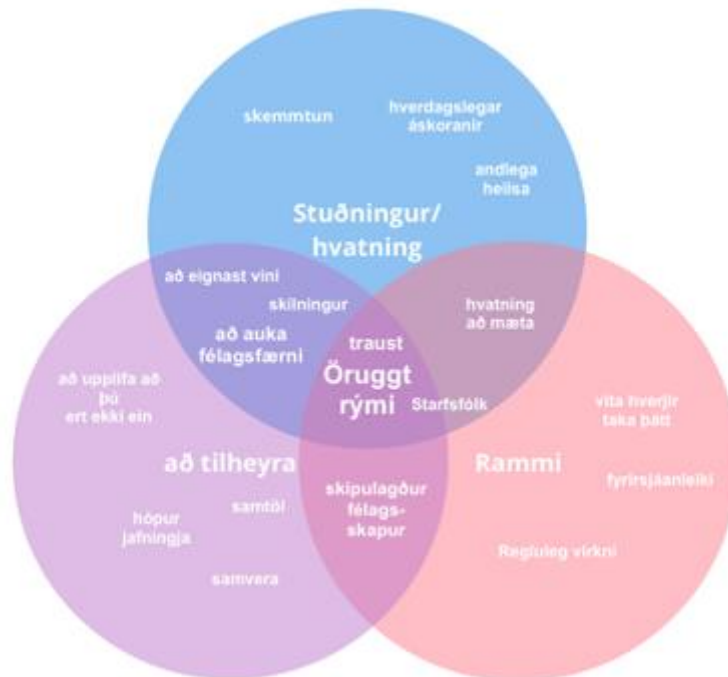 skemmtun
hverdagslegar
áskoranir
andlega
heilsa
Stuðningur/
hvatning
að eignast vini
skilningur
að auka
félagsfærni
hvatning
að mæta
traust
Öruggt
rými
Starfsfólk
að upplifa að
þú
ert ekki ein
vita hverjir
taka þátt
að tilheyra
Rammi
fyrirsjáanleiki
skipulagður
félags-
skapur
samtöl
hópur
jafningja
samvera
Regluleg virkni